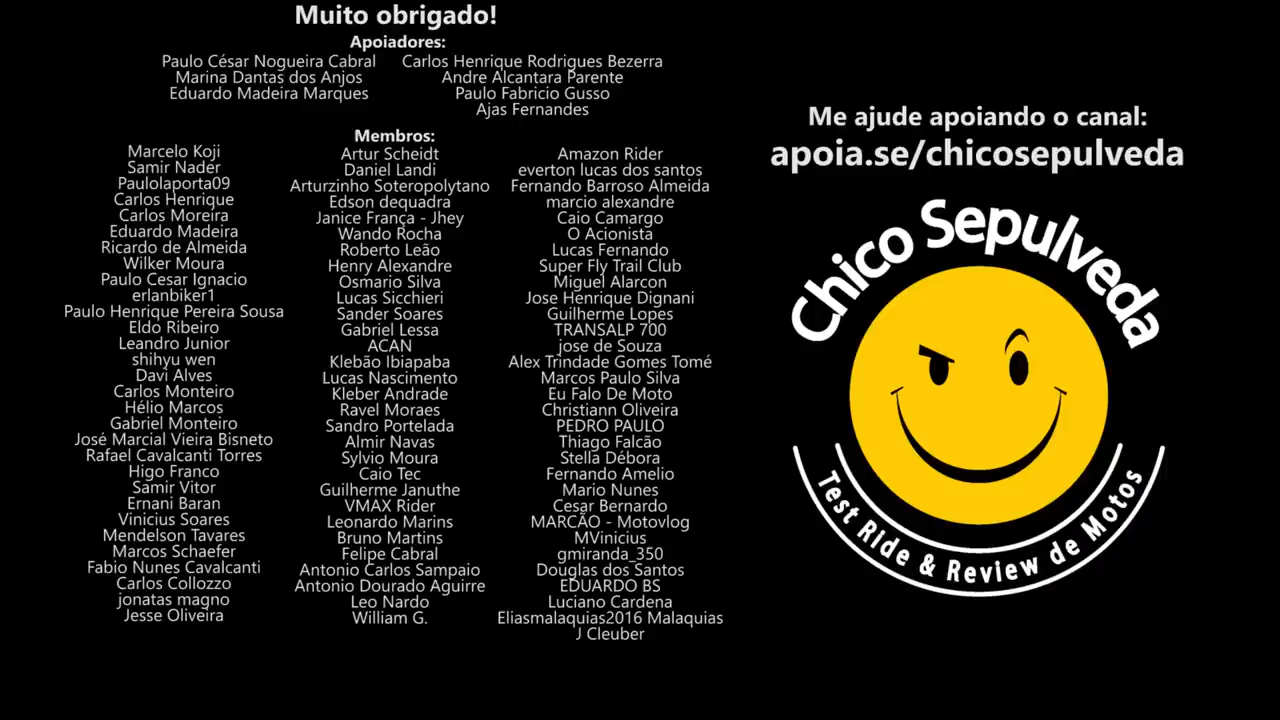 Muito obrigado!
Apoiadores:
Paulo César Nogueira Cabral
Marina Dantas dos Anjos
Eduardo Madeira Marques
Carlos Henrique Rodrigues Bezerra
Andre Alcantara Parente
Paulo Fabricio Gusso
Ajas Fernandes
Membros:
Marcelo Koji
Samir Nader
Paulolaporta09
Carlos Henrique
Carlos Moreira
Eduardo Madeira
Ricardo de Almeida
Wilker Moura
Paulo Cesar Ignacio
erlanbiker1
Paulo Henrique Pereira Sousa
Eldo Ribeiro
Leandro Junior
shihyu wen
Davi Alves
Carlos Monteiro
Hélio Marcos
Gabriel Monteiro
José Marcial Vieira Bisneto
Rafael Cavalcanti Torres
Higo Franco
Samir Vitor
Ernani Baran
Vinicius Soares
Mendelson Tavares
Marcos Schaefer
Fabio Nunes Cavalcanti
Carlos Collozzo
jonatas magno
Jesse Oliveira
Artur Scheidt
Daniel Landi
Arturzinho Soteropolytano
Edson dequadra
Janice França - Jhey
Wando Rocha
Roberto Leão
Henry Alexandre
Osmario Silva
Lucas Sicchieri
Sander Soares
Gabriel Lessa
ACAN
Klebão Ibiapaba
Lucas Nascimento
Kleber Andrade
Ravel Moraes
Sandro Portelada
Almir Navas
Sylvio Moura
Caio Tec
Guilherme Januthe
VMAX Rider
Leonardo Marins
Bruno Martins
Felipe Cabral
Antonio Carlos Sampaio
Antonio Dourado Aguirre
Leo Nardo
William G.
Amazon Rider
everton lucas dos santos
Fernando Barroso Almeida
marcio alexandre
Caio Camargo
O Acionista
Lucas Fernando
Super Fly Trail Club
Miguel Alarcon
Jose Henrique Dignani
Guilherme Lopes
TRANSALP 700
jose de Souza
Alex Trindade Gomes Tomé
Marcos Paulo Silva
Eu Falo De Moto
Christiann Oliveira
PEDRO PAULO
Thiago Falcão
Stella Débora
Fernando Amelio
Mario Nunes
Cesar Bernardo
MARCÃO - Motovlog
MVinicius
gmiranda_350
Douglas dos Santos
EDUARDO BS
Luciano Cardena
Eliasmalaquias2016 Malaquias
J Cleuber
Me ajude apoiando o canal:
apoia.se/chicosepulveda
Chico Sepulveda
Test Ride & Review de Motos